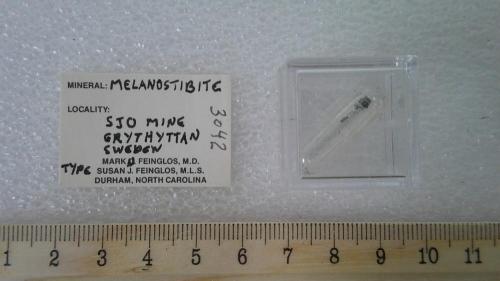 MINERAL: MELANOSTIBITE
LOCALITY:
SJO MINE
GRYTHYTTAN
SWEDEN
3042
MARK N. FEINGLOS, M.D.
TYPE SUSAN J. FEINGLOS, M.L.S.
DURHAM, NORTH CAROLINA
1 2 3 4 5 6 7 8 9 10 11